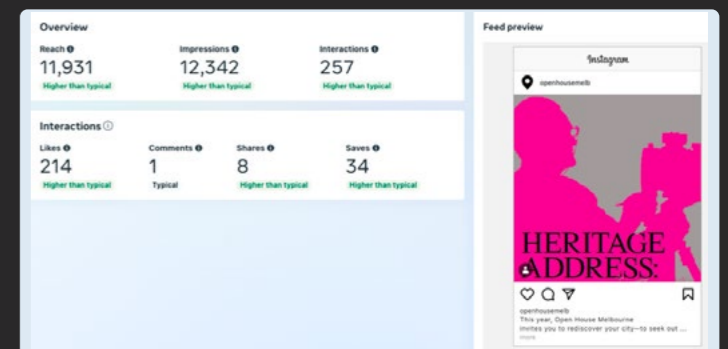 Overview
Reach
Impressions
Interactions
11,931
12,342
257
Higher than typical
Higher than typical
Higher than typical
Interactions
Likes
Comments
Shares
Saves
214
1
8
34
Higher than typical
Typical
Higher than typical
Higher than typical
Feed preview
Instagram
openhousemelb
HERITAGE
ADDRESS:
openhousemelb
This year, Open House Melbourne
invites you to rediscover your city—to seek out ...
more